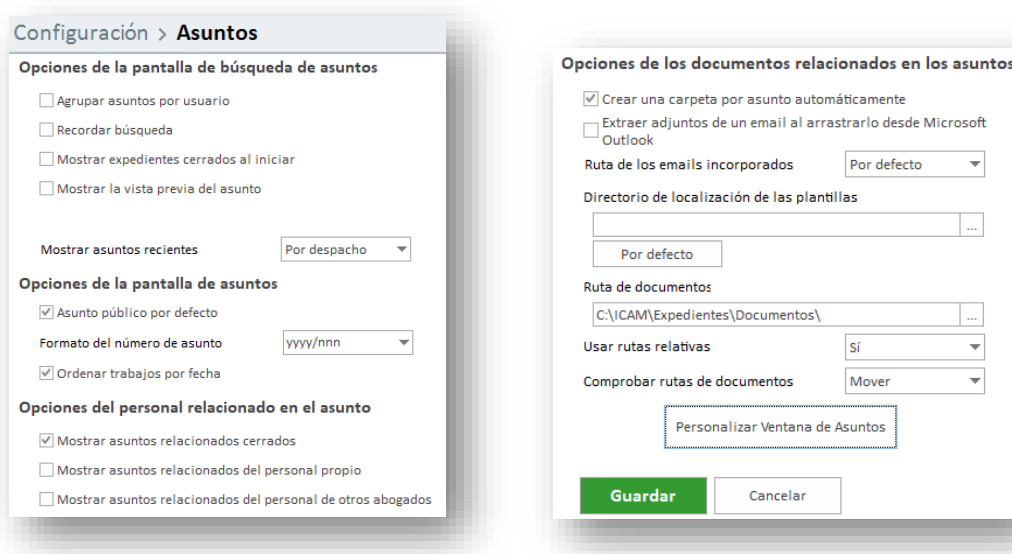 Configuración > Asuntos
Opciones de la pantalla de búsqueda de asuntos
Agrupar asuntos por usuario
Recordar búsqueda
Mostrar expedientes cerrados al iniciar
Mostrar la vista previa del asunto
Mostrar asuntos recientes Por despacho
Opciones de la pantalla de asuntos
Asunto público por defecto
Formato del número de asunto yyyy/nnn
Ordenar trabajos por fecha
Opciones del personal relacionado en el asunto
Mostrar asuntos relacionados cerrados
Mostrar asuntos relacionados del personal propio
Mostrar asuntos relacionados del personal de otros abogados
Opciones de los documentos relacionados en los asuntos
Crear una carpeta por asunto automáticamente
Extraer adjuntos de un email al arrastrarlo desde Microsoft
Outlook
Ruta de los emails incorporados Por defecto
Directorio de localización de las plantillas
...
Por defecto
Ruta de documentos
C:\ICAM\Expedientes\Documentos\ ...
Usar rutas relativas Sí
Comprobar rutas de documentos Mover
Personalizar Ventana de Asuntos
Guardar Cancelar